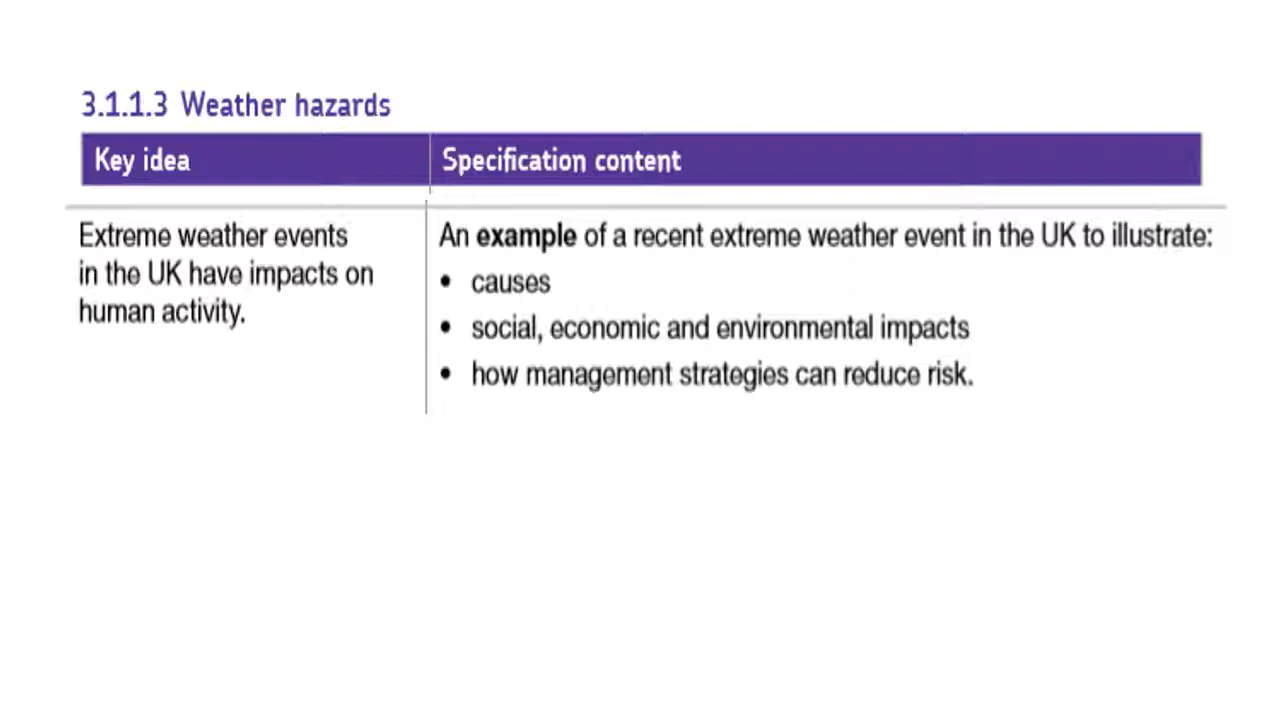 3.1.1.3 Weather hazards
Key idea
Specification content
Extreme weather events
in the UK have impacts on
human activity.
An example of a recent extreme weather event in the UK to illustrate:
• causes
• social, economic and environmental impacts
• how management strategies can reduce risk.